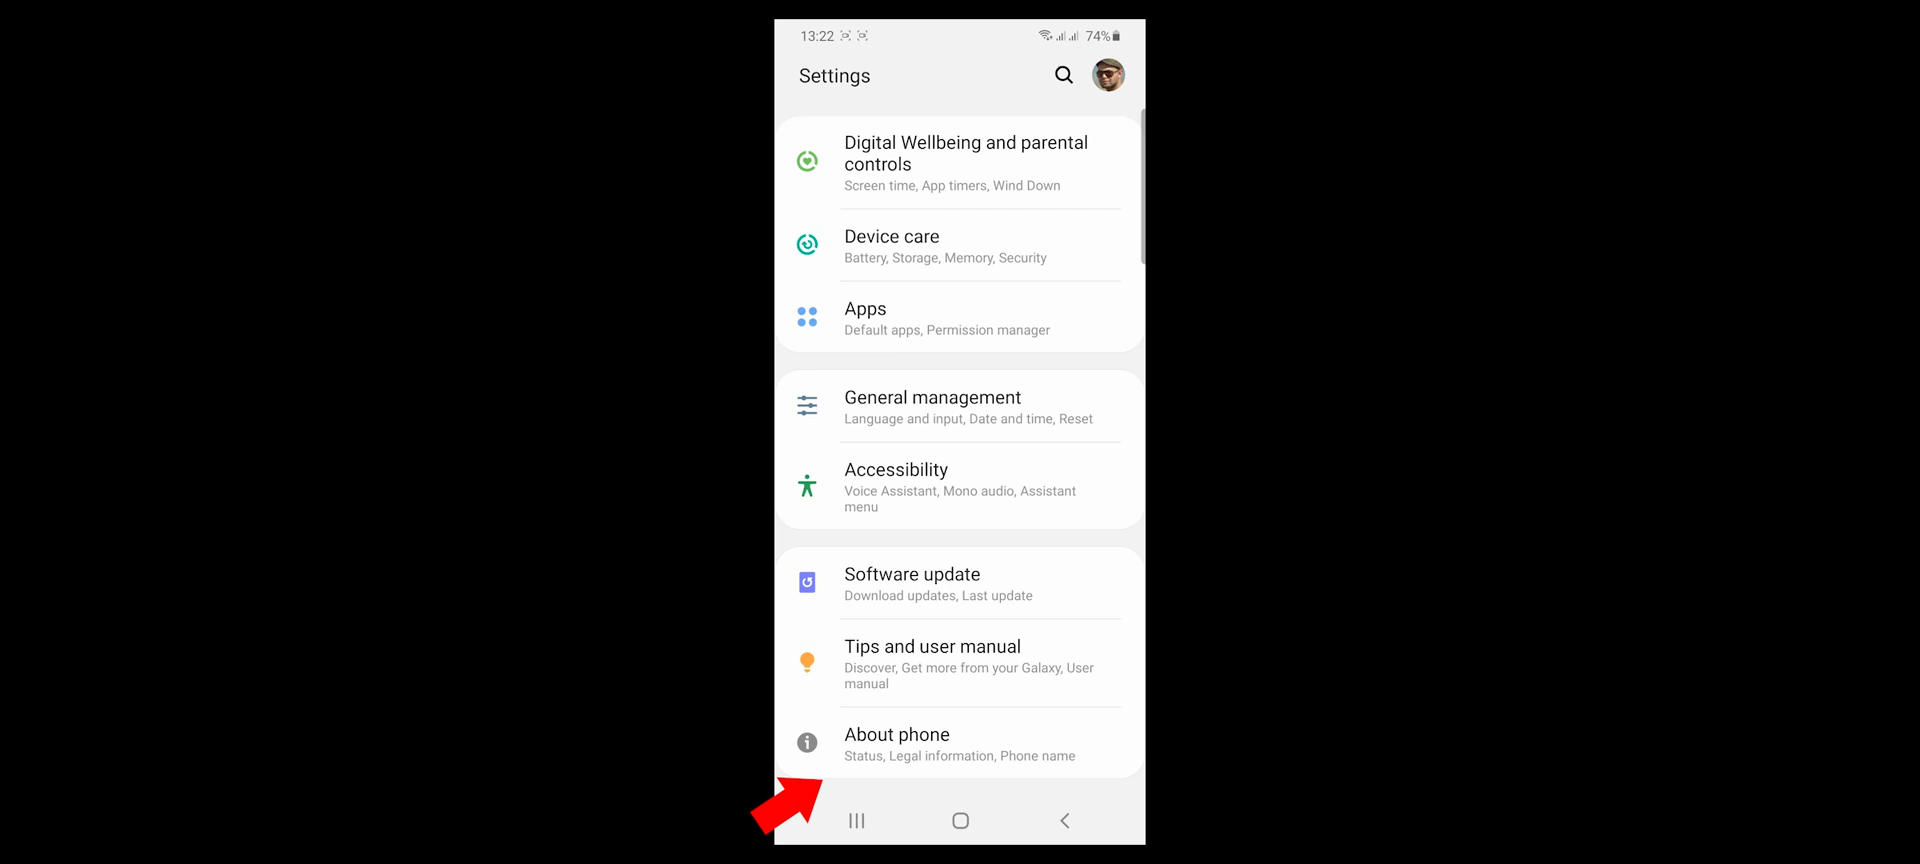 13:22 74%
Settings
Digital Wellbeing and parental
controls
Screen time, App timers, Wind Down
Device care
Battery, Storage, Memory, Security
Apps
Default apps, Permission manager
General management
Language and input, Date and time, Reset
Accessibility
Voice Assistant, Mono audio, Assistant
menu
Software update
Download updates, Last update
Tips and user manual
Discover, Get more from your Galaxy, User
manual
About phone
Status, Legal information, Phone name